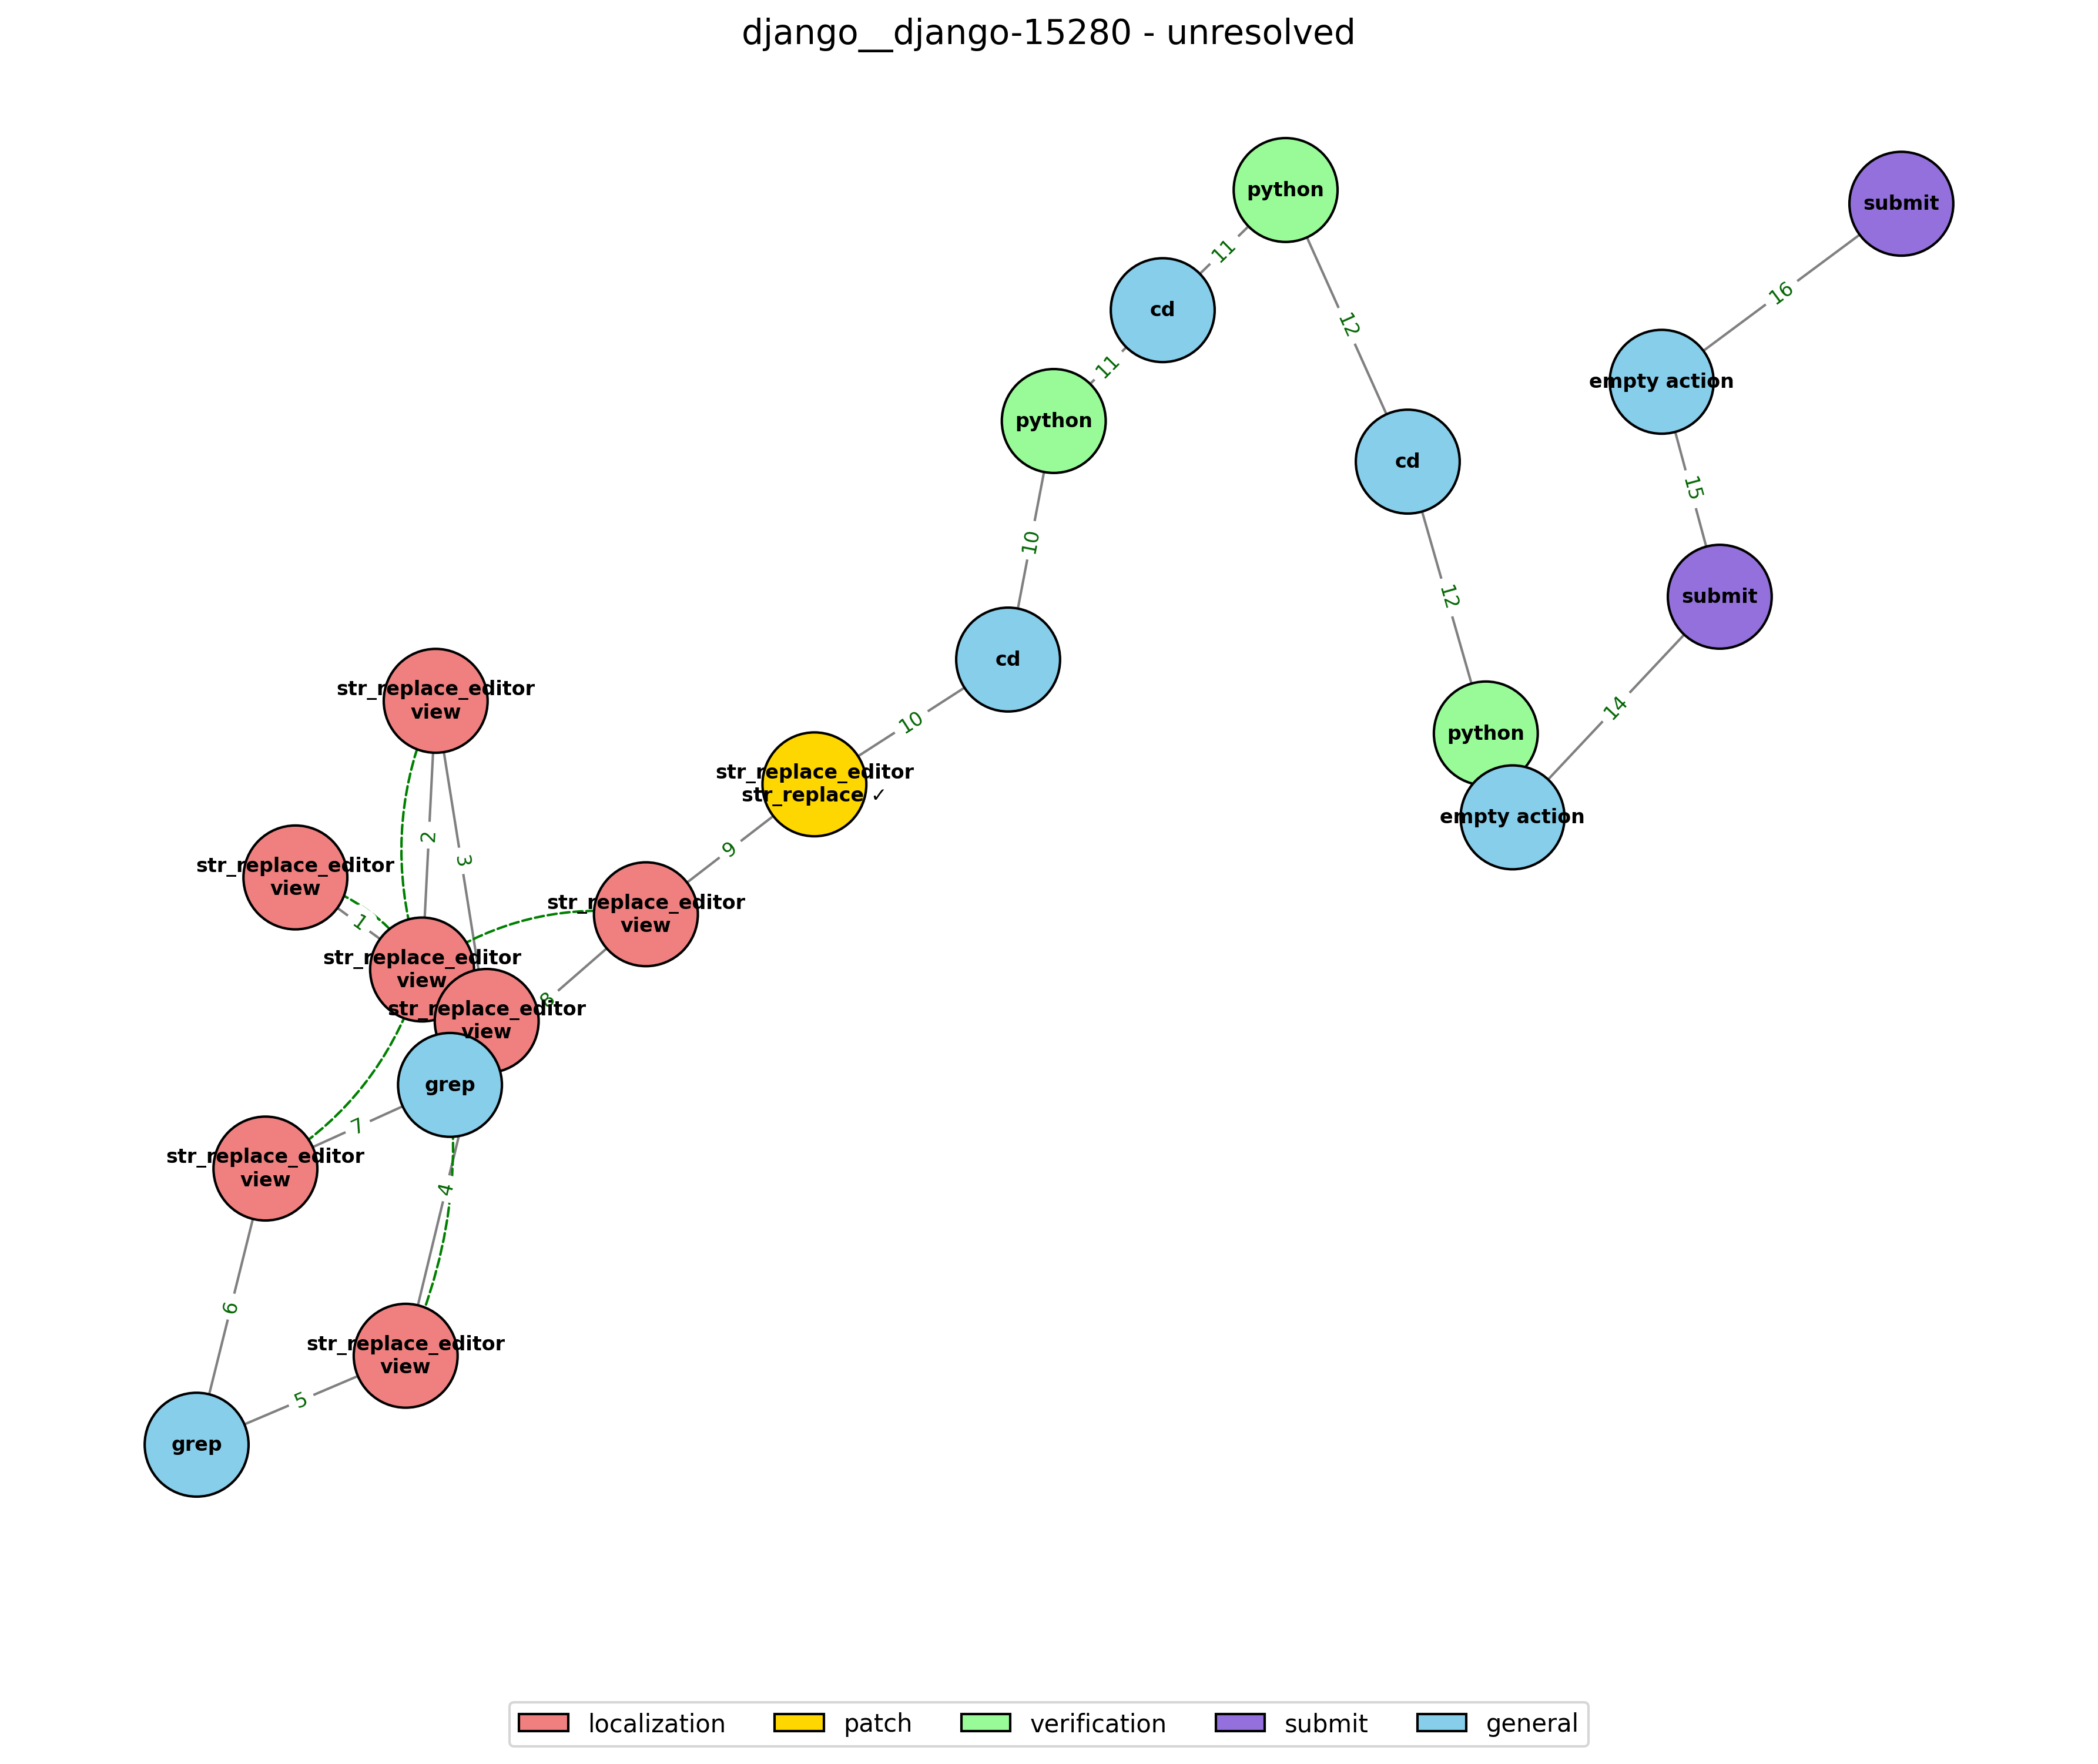 django__django-15280 - unresolved
python
submit
11
cd
16
12
11
empty action
python
cd
15
10
12
submit
cd
str_replace_editor
view
14
10
python
str_replace_editor
str_replace ✓
empty action
2
3
9
str_replace_editor
view
str_replace_editor
view
1
str_replace_editor
view
8
str_replace_editor
view
grep
7
str_replace_editor
view
4
6
str_replace_editor
view
5
grep
localization
patch
verification
submit
general